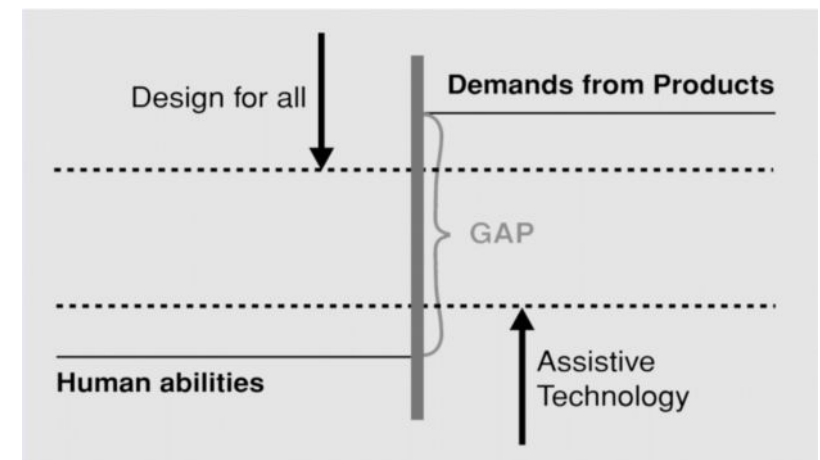 Design for all
Demands from Products
GAP
Human abilities
Assistive
Technology